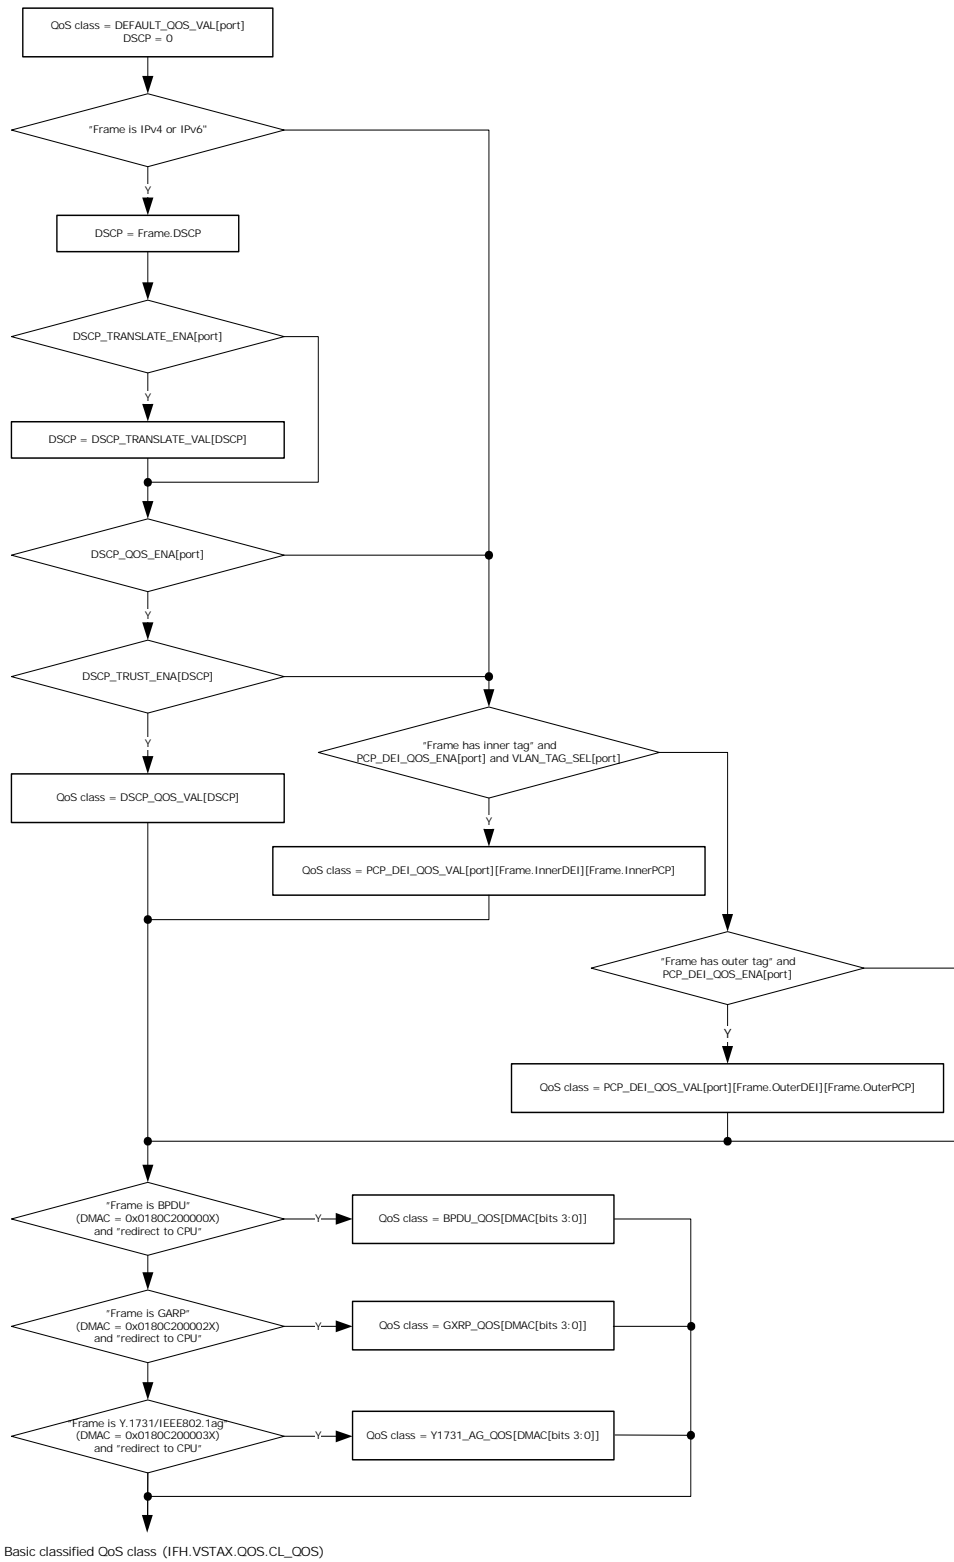 QoS class = DEFAULT_QOS_VAL[port]
DSCP = 0
"Frame is IPv4 or IPv6"
Y
DSCP = Frame.DSCP
DSCP_TRANSLATE_ENA[port]
Y
DSCP = DSCP_TRANSLATE_VAL[DSCP]
DSCP_QOS_ENA[port]
Y
DSCP_TRUST_ENA[DSCP]
Y
"Frame has inner tag" and
PCP_DEI_QOS_ENA[port] and VLAN_TAG_SEL[port]
QoS class = DSCP_QOS_VAL[DSCP]
Y
QoS class = PCP_DEI_QOS_VAL[port][Frame.InnerDEI][Frame.InnerPCP]
"Frame has outer tag" and
PCP_DEI_QOS_ENA[port]
Y
QoS class = PCP_DEI_QOS_VAL[port][Frame.OuterDEI][Frame.OuterPCP]
"Frame is BPDU"
(DMAC = 0x0180C200000X)
and "redirect to CPU"
Y
QoS class = BPDU_QOS[DMAC[bits 3:0]]
"Frame is GARP"
(DMAC = 0x0180C200002X)
and "redirect to CPU"
Y
QoS class = GXRP_QOS[DMAC[bits 3:0]]
"Frame is Y.1731/IEEE802.1ag"
(DMAC = 0x0180C200003X)
and "redirect to CPU"
Y
QoS class = Y1731_AG_QOS[DMAC[bits 3:0]]
Basic classified QoS class (IFH.VSTAX.QOS.CL_QOS)